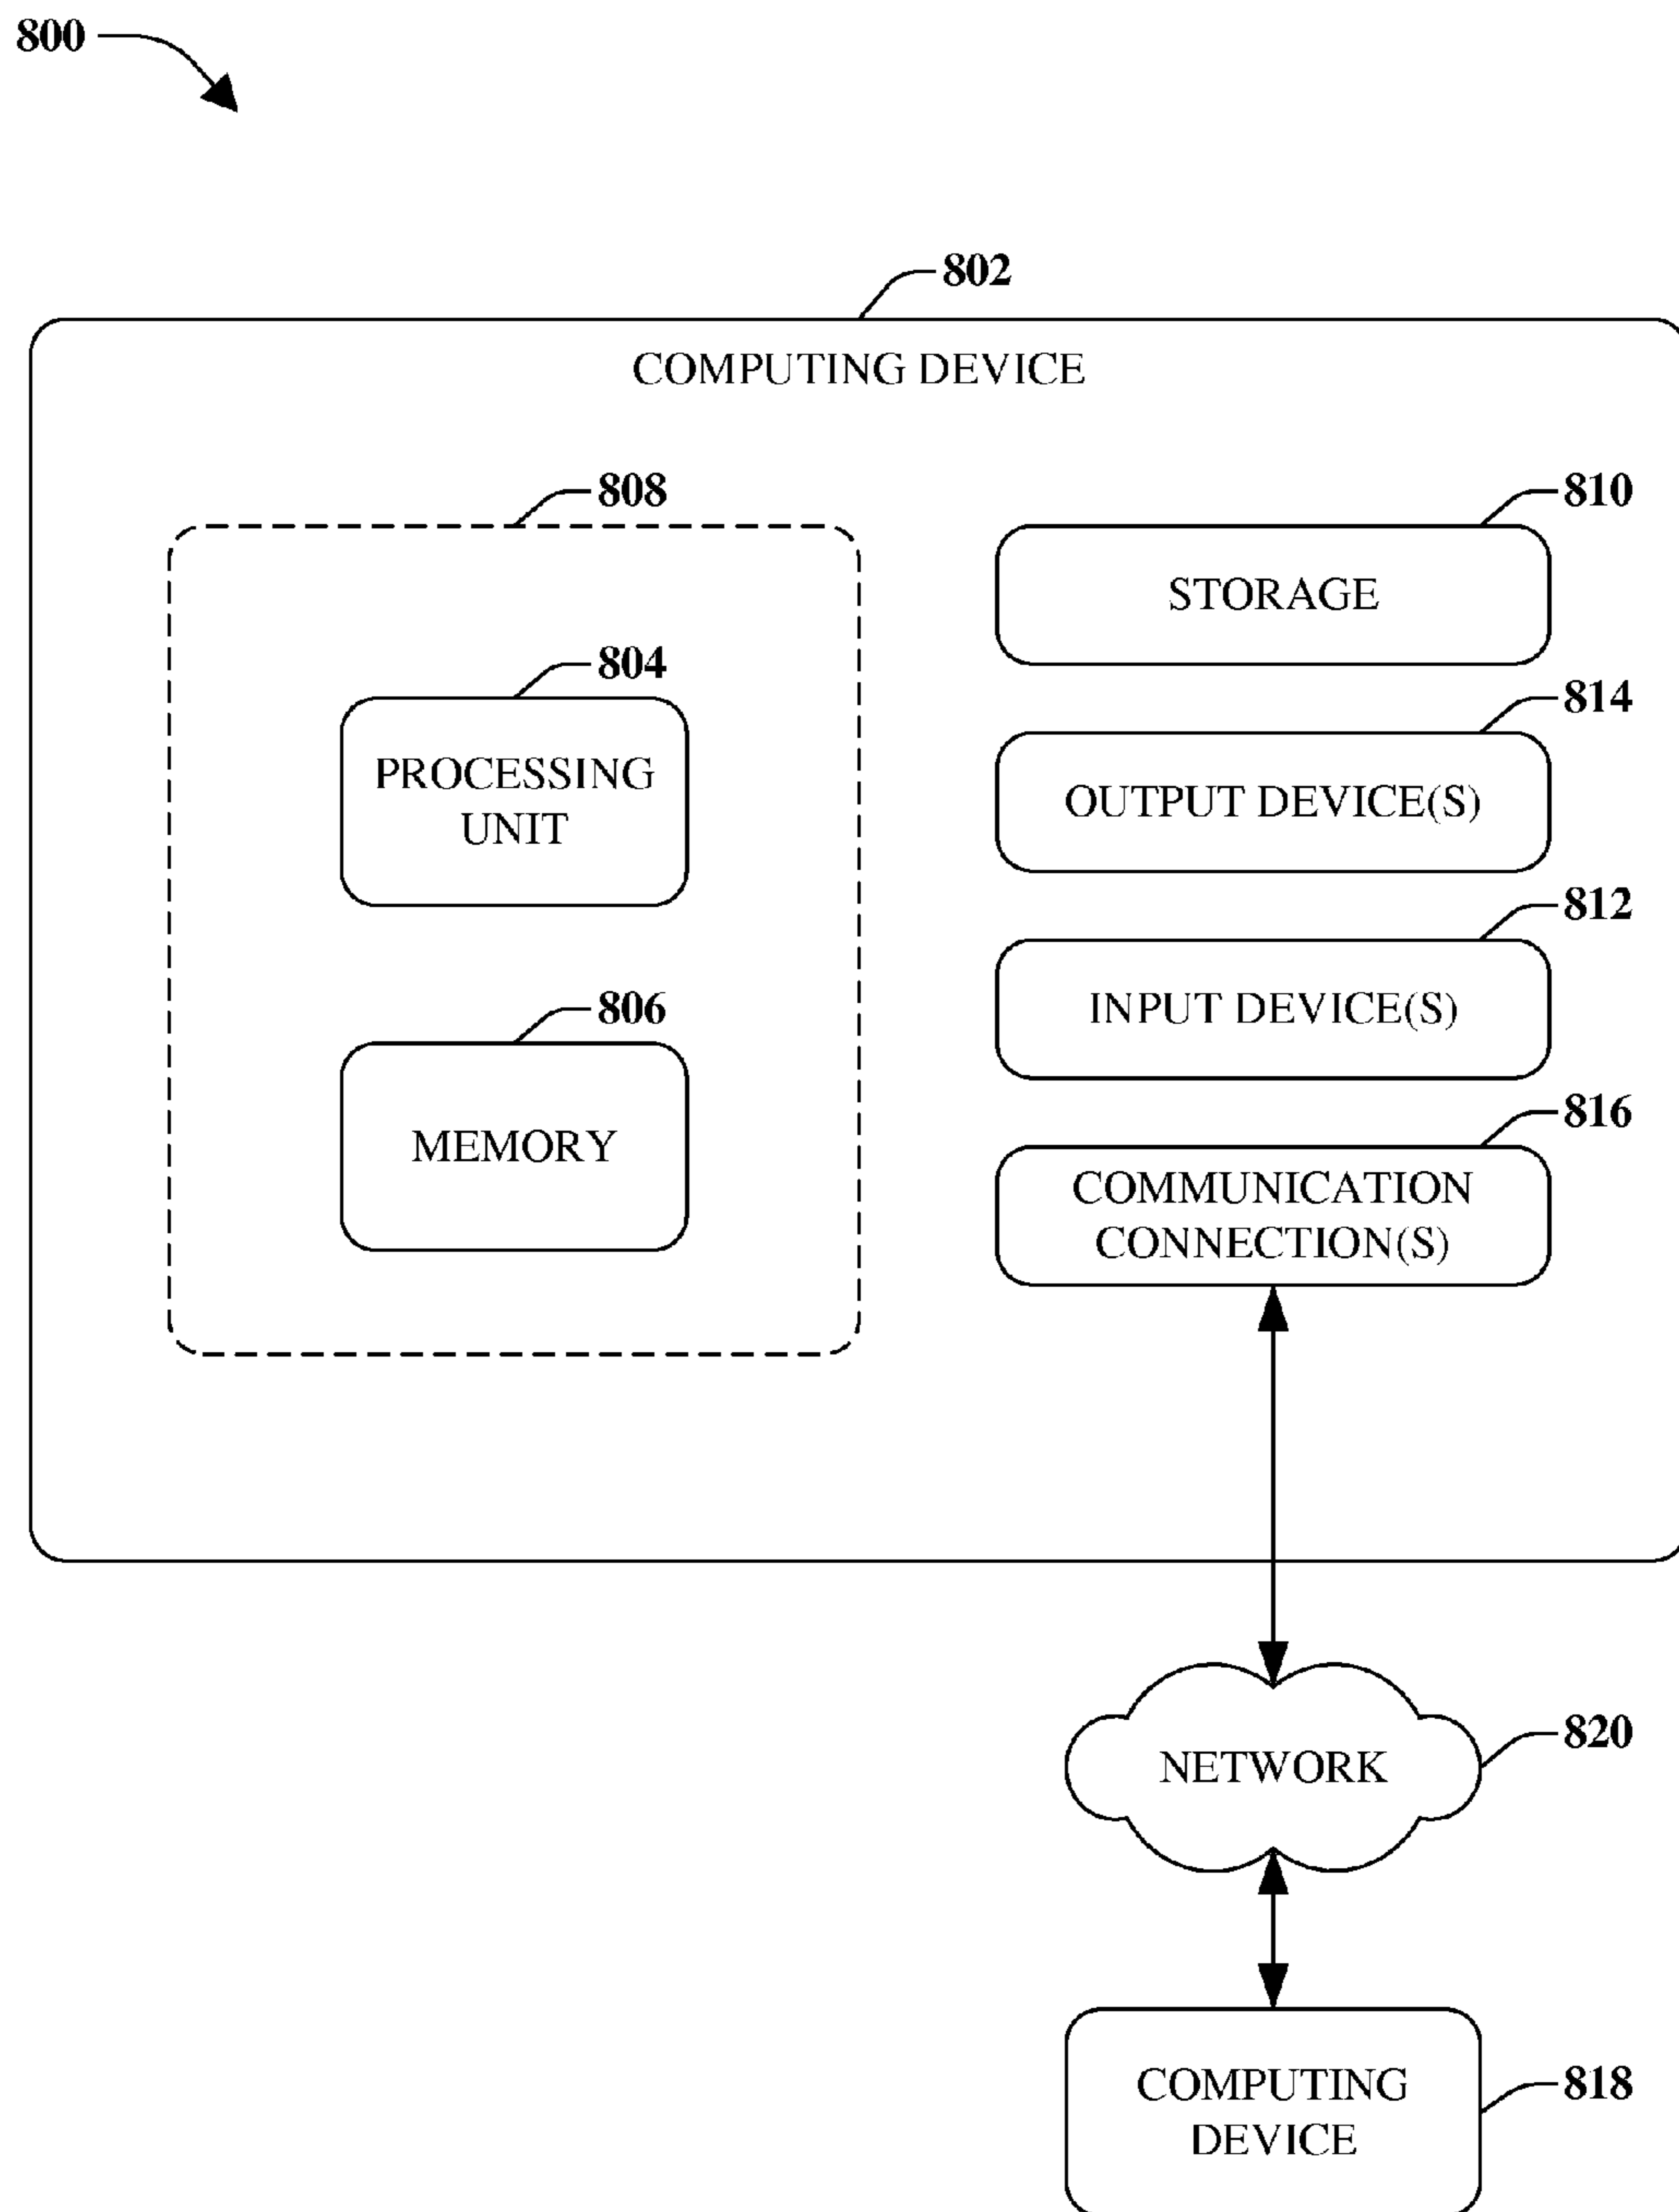 800
802
COMPUTING DEVICE
808
810
STORAGE
804
814
PROCESSING
UNIT
OUTPUT DEVICE(S)
812
806
INPUT DEVICE(S)
MEMORY
816
COMMUNICATION
CONNECTION(S)
820
NETWORK
818
COMPUTING
DEVICE